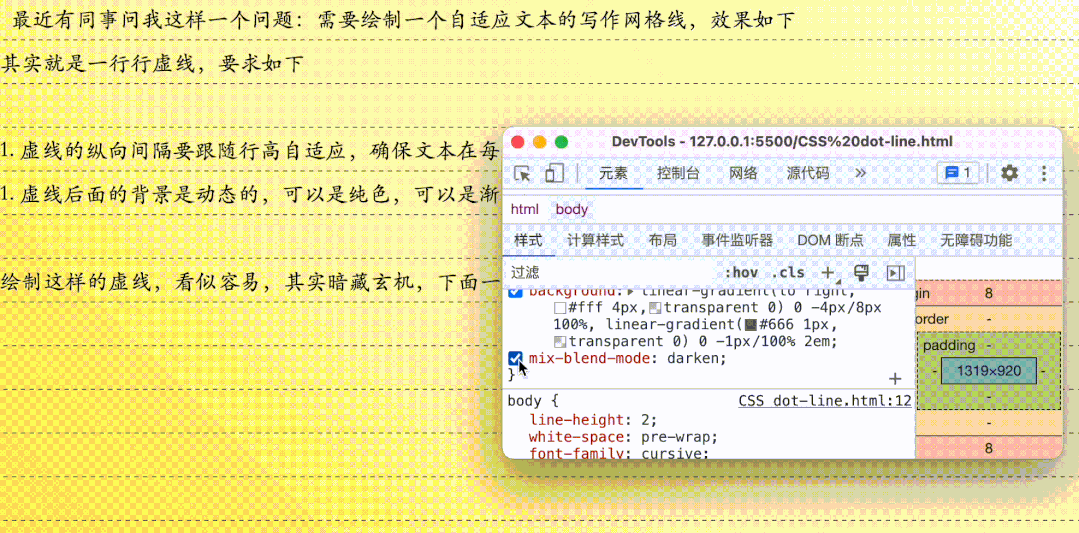 最近有同事问我这样一个问题：需要绘制一个自适应文本的写作网格线，效果如下
其实就是一行行虚线，要求如下
1. 虚线的纵向间隔要跟随行高自适应，确保文本在每
1. 虚线后面的背景是动态的，可以是纯色，可以是渐
绘制这样的虚线，看似容易，其实暗藏玄机，下面一
DevTools - 127.0.0.1:5500/CSS%20dot-line.html
元素 控制台 网络 源代码 » 1
html body
样式 计算样式 布局 事件监听器 DOM 断点 属性 无障碍功能
过滤 :hov .cls +
background: linear-gradient(to right,
#fff 4px, transparent 0) 0 -4px/8px
100%, linear-gradient( #666 1px,
transparent 0) 0 -1px/100% 2em;
mix-blend-mode: darken;
}
body { CSS dot-line.html:12
line-height: 2;
white-space: pre-wrap;
font-family: cursive;
gin 8
order -
padding -
- 1319×920 -
-
-
8